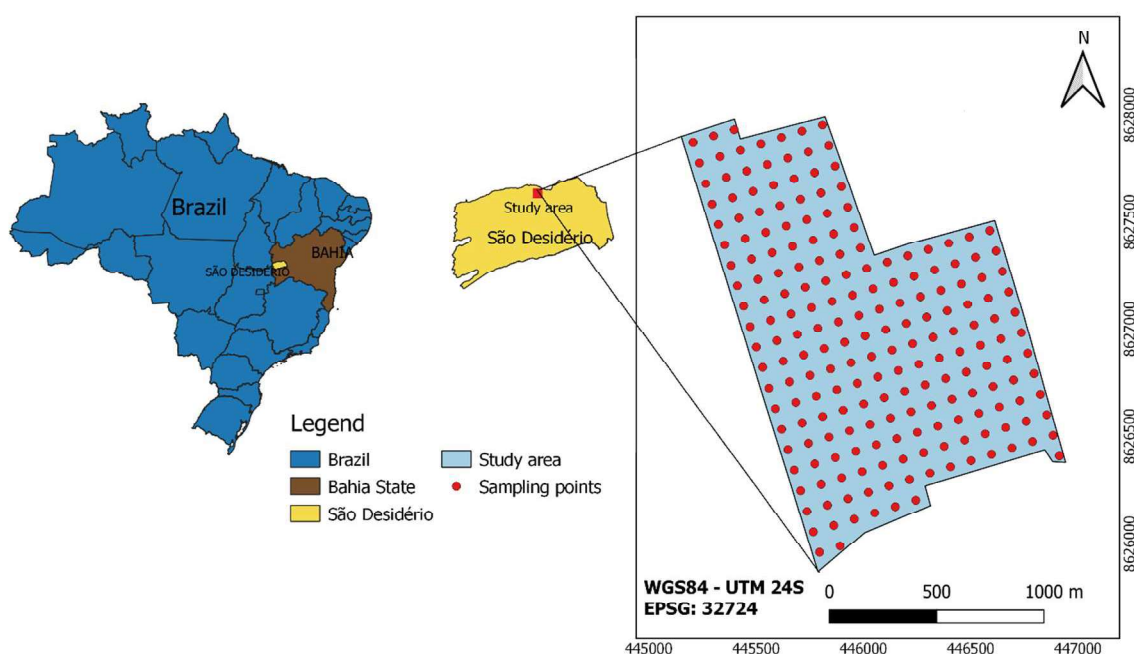 Brazil
BAHIA
SÃO DESIDÉRIO
Study area
São Desidério
Legend
Brazil
Bahia State
São Desidério
Study area
Sampling points
N
8628000
8627500
8627000
8626500
8626000
WGS84 - UTM 24S
EPSG: 32724
0 500 1000 m
445000 445500 446000 446500 447000